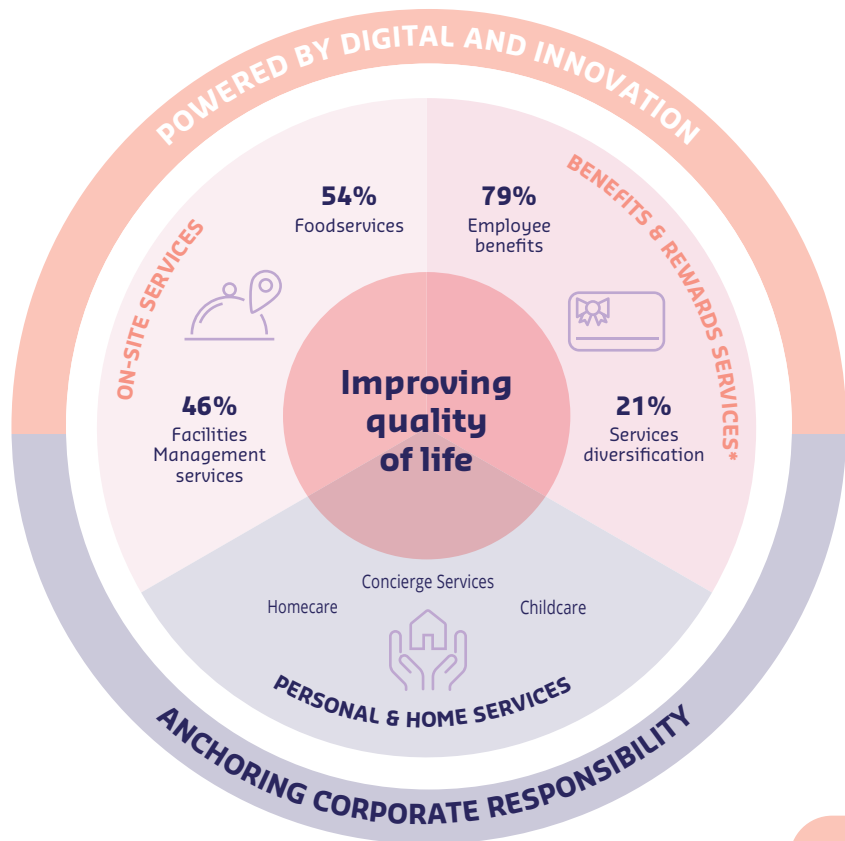 POWERED BY DIGITAL AND INNOVATION
ON-SITE SERVICES
54%
Foodservices
46%
Facilities
Management
services
BENEFITS & REWARDS SERVICES*
79%
Employee
benefits
21%
Services
diversification
Improving
quality
of life
Concierge Services
Homecare
Childcare
PERSONAL & HOME SERVICES
ANCHORING CORPORATE RESPONSIBILITY